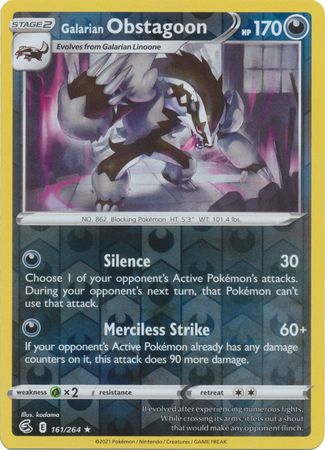 STAGE2 Galarian Obstagoon HP 170
Evolves from Galarian Linoone
NO. 862 Blocking Pokémon HT: 5'3" WT: 101.4 lbs.
Silence 30
Choose 1 of your opponent's Active Pokémon's attacks.
During your opponent's next turn, that Pokémon can't
use that attack.
Merciless Strike 60+
If your opponent's Active Pokémon already has any damage
counters on it, this attack does 90 more damage.
weakness ×2 resistance retreat
Illus. kodama
If evolved after experiencing numerous fights.
While crossing its arms, it lets out a shout
that would make any opponent flinch.
161/264 ★
©2021 Pokémon / Nintendo / Creatures / GAME FREAK